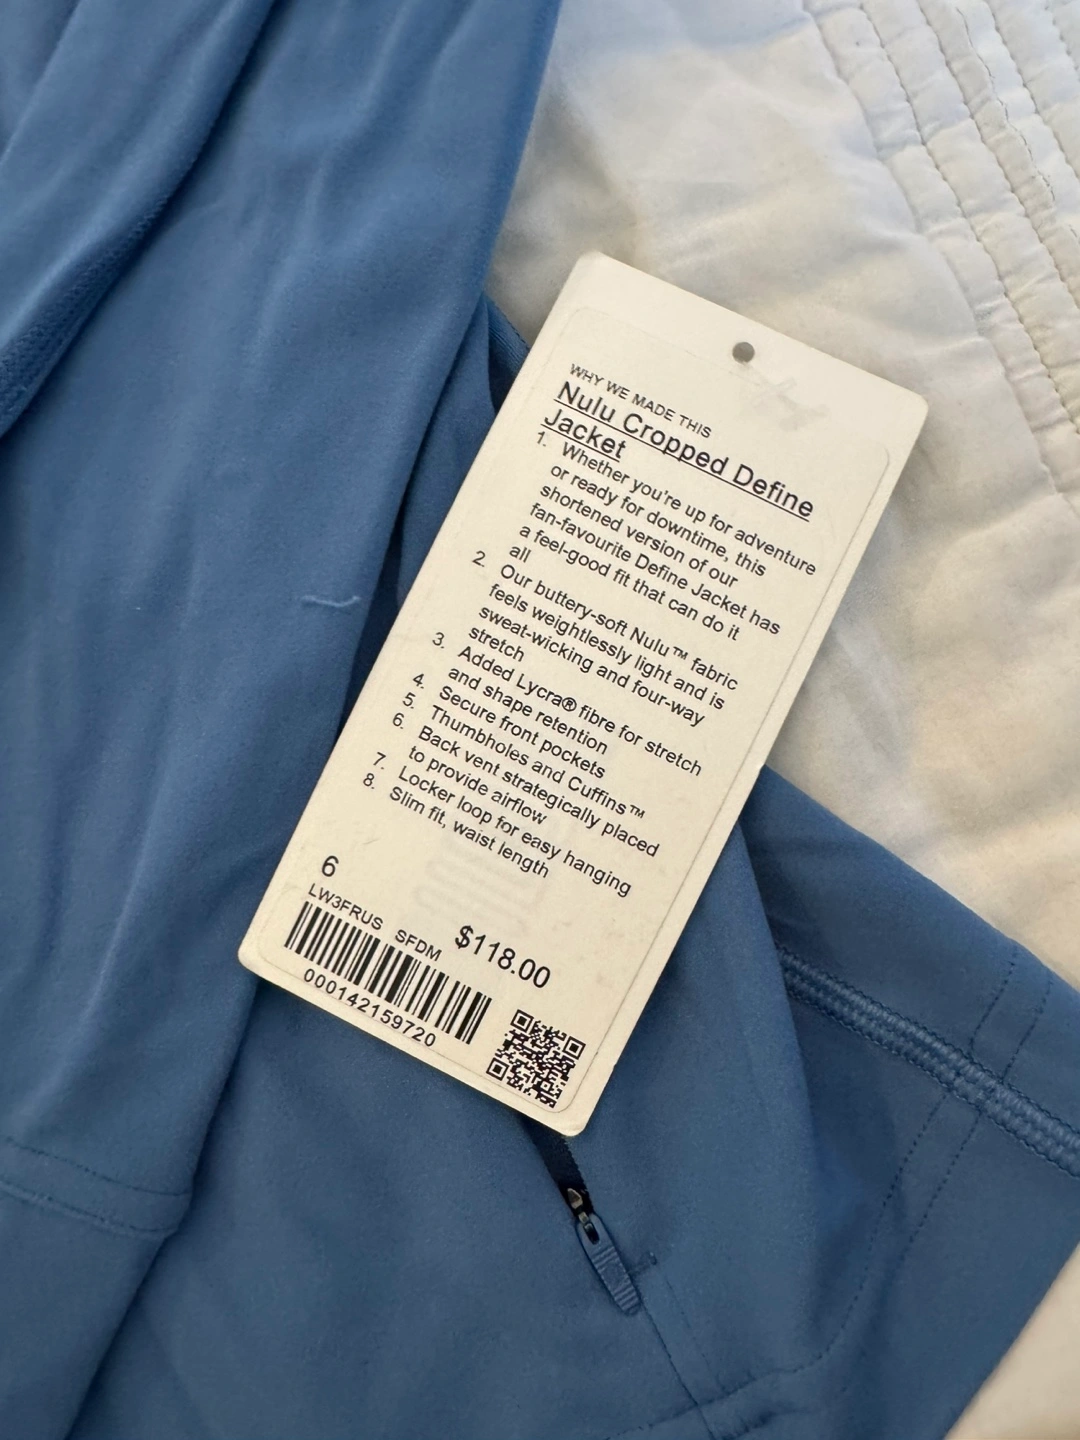 WHY WE MADE THIS
Nulu Cropped Define
Jacket
1. Whether you're up for adventure
or ready for downtime, this
shortened version of our
fan-favourite Define Jacket has
a feel-good fit that can do it
all
2. Our buttery-soft Nulu™ fabric
feels weightlessly light and is
sweat-wicking and four-way
stretch
3. Added Lycra® fibre for stretch
and shape retention
4. Secure front pockets
5. Thumbholes and Cuffins™
6. Back vent strategically placed
to provide airflow
7. Locker loop for easy hanging
8. Slim fit, waist length
6
LW3FRUS SFDM $118.00
000142159720